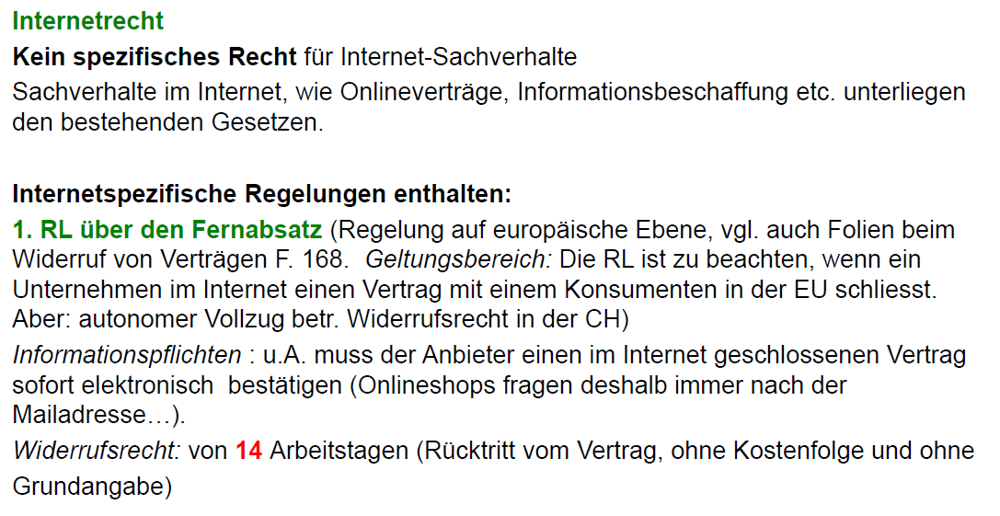 Internetrecht
Kein spezifisches Recht für Internet-Sachverhalte
Sachverhalte im Internet, wie Onlineverträge, Informationsbeschaffung etc. unterliegen
den bestehenden Gesetzen.
Internetspezifische Regelungen enthalten:
1. RL über den Fernabsatz (Regelung auf europäische Ebene, vgl. auch Folien beim
Widerruf von Verträgen F. 168.  Geltungsbereich: Die RL ist zu beachten, wenn ein
Unternehmen im Internet einen Vertrag mit einem Konsumenten in der EU schliesst.
Aber: autonomer Vollzug betr. Widerrufsrecht in der CH)
Informationspflichten : u.A. muss der Anbieter einen im Internet geschlossenen Vertrag
sofort elektronisch  bestätigen (Onlineshops fragen deshalb immer nach der
Mailadresse…).
Widerrufsrecht: von 14 Arbeitstagen (Rücktritt vom Vertrag, ohne Kostenfolge und ohne
Grundangabe)